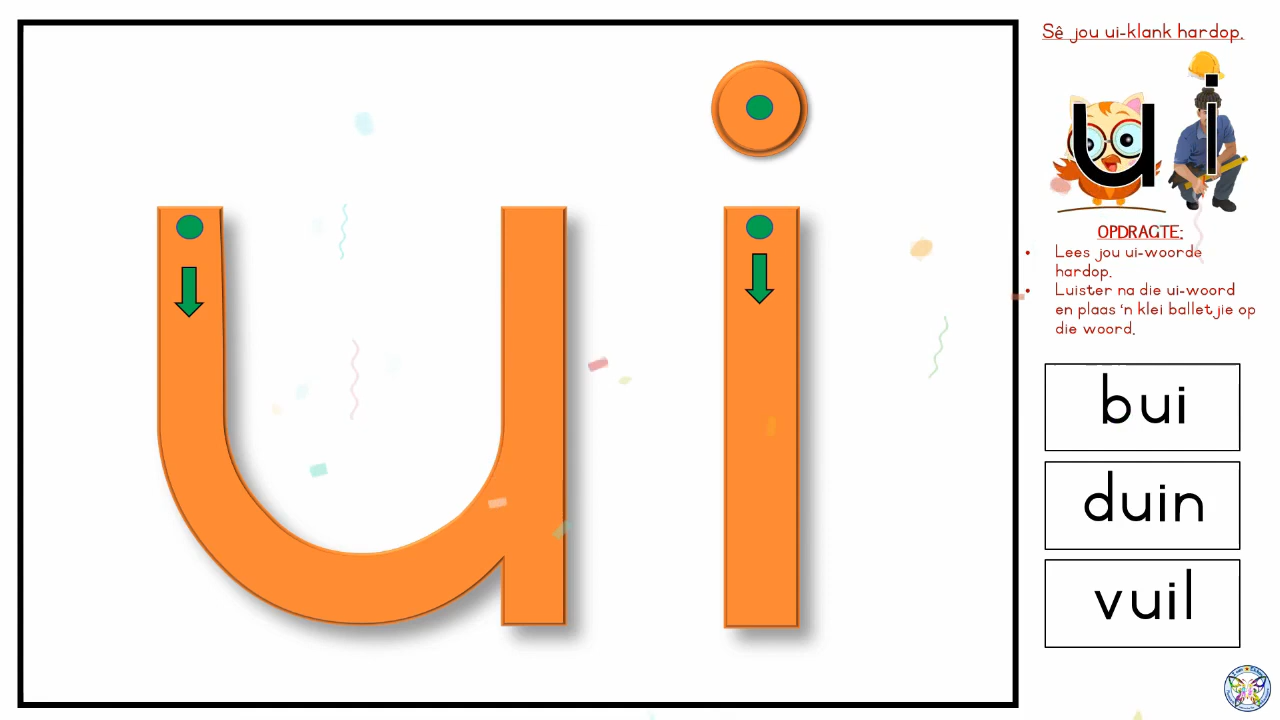 ui
Sê jou ui-klank hardop.
ui
OPDRAGTE:
• Lees jou ui-woorde
hardop.
• Luister na die ui-woord
en plaas 'n klei balletjie op
die woord.
bui
duin
vuil